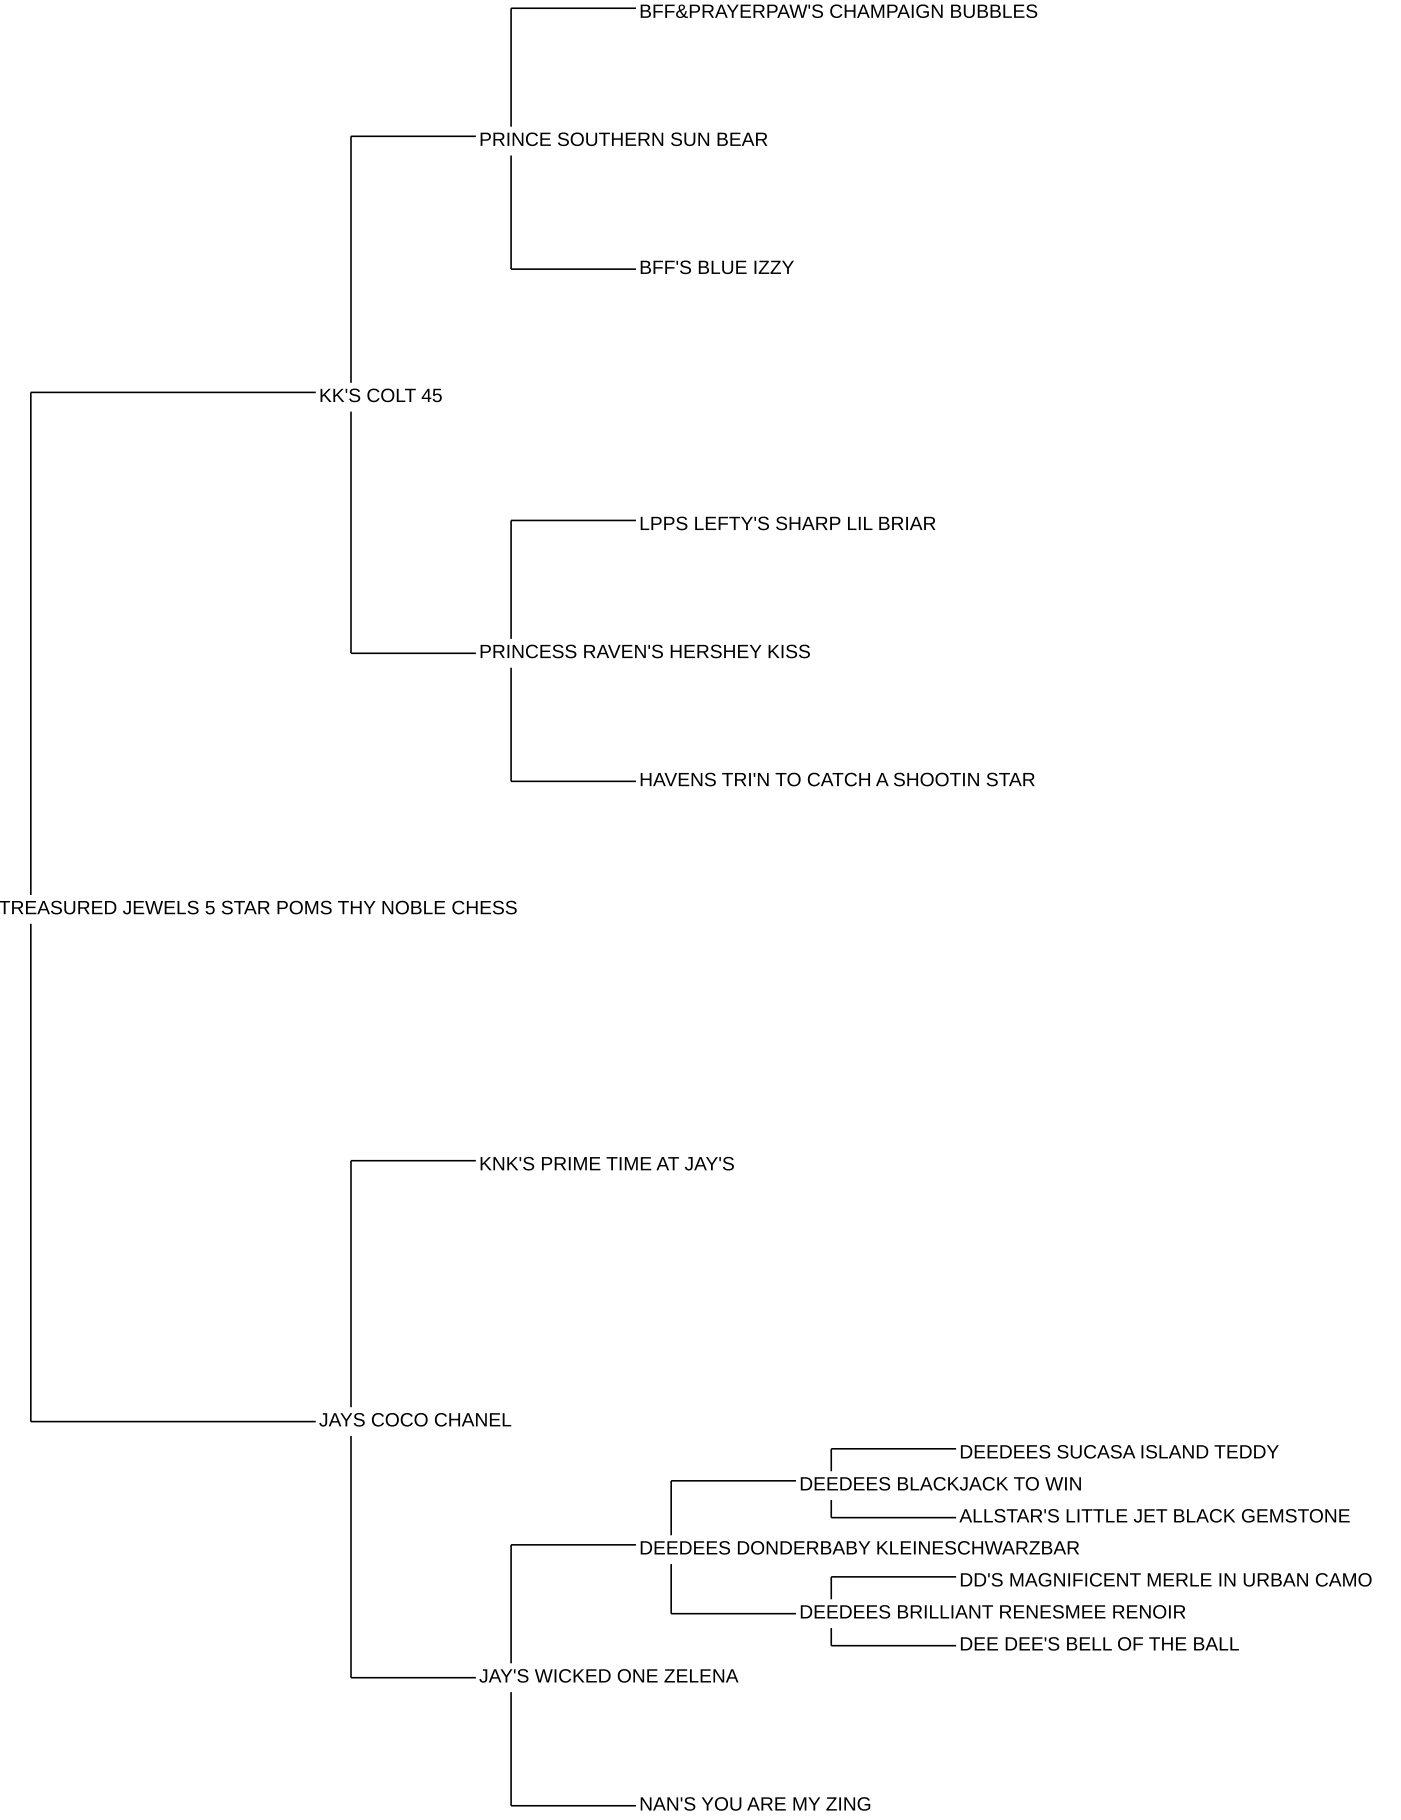 BFF&PRAYERPAW'S CHAMPAIGN BUBBLES
PRINCE SOUTHERN SUN BEAR
BFF'S BLUE IZZY
KK'S COLT 45
LPPS LEFTY'S SHARP LIL BRIAR
PRINCESS RAVEN'S HERSHEY KISS
HAVENS TRI'N TO CATCH A SHOOTIN STAR
TREASURED JEWELS 5 STAR POMS THY NOBLE CHESS
KNK'S PRIME TIME AT JAY'S
JAYS COCO CHANEL
DEEDEES SUCASA ISLAND TEDDY
DEEDEES BLACKJACK TO WIN
ALLSTAR'S LITTLE JET BLACK GEMSTONE
DEEDEES DONDERBABY KLEINESCHWARZBAR
DD'S MAGNIFICENT MERLE IN URBAN CAMO
DEEDEES BRILLIANT RENESMEE RENOIR
DEE DEE'S BELL OF THE BALL
JAY'S WICKED ONE ZELENA
NAN'S YOU ARE MY ZING